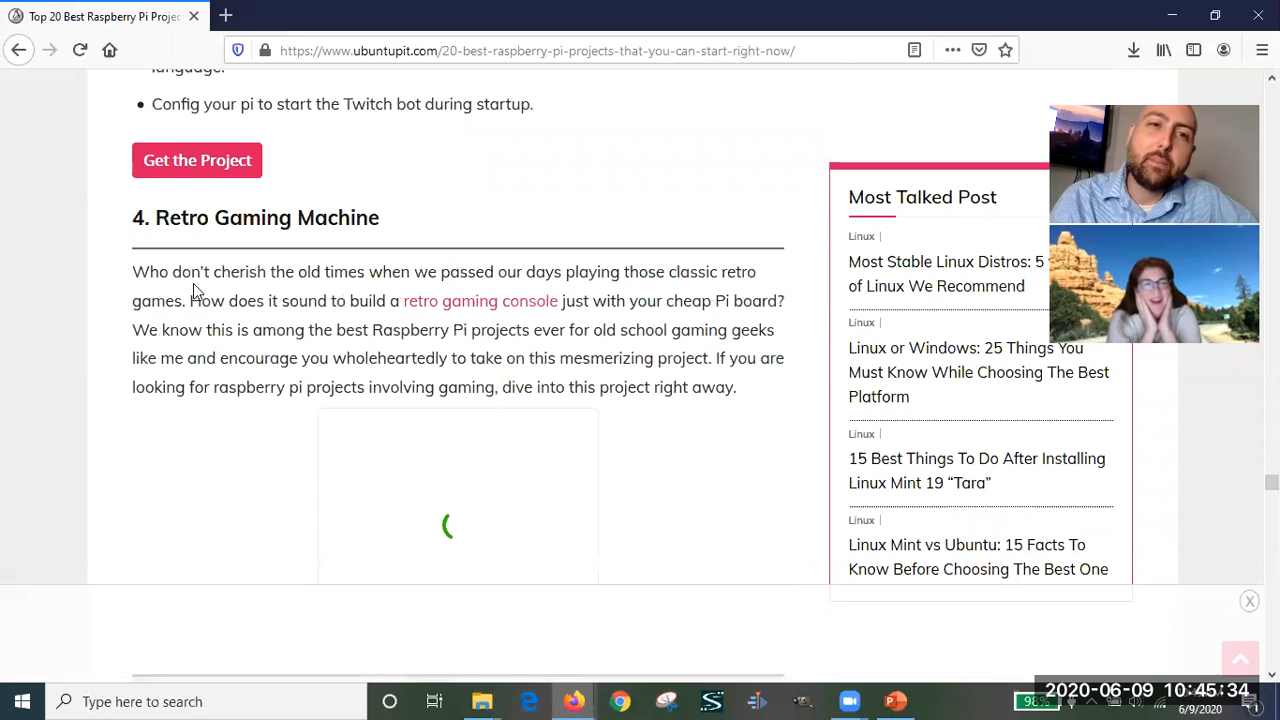 Top 20 Best Raspberry Pi Projec
https://www.ubuntupit.com/20-best-raspberry-pi-projects-that-you-can-start-right-now/
language.
• Config your pi to start the Twitch bot during startup.
Get the Project
4. Retro Gaming Machine
Who don't cherish the old times when we passed our days playing those classic retro
games. How does it sound to build a retro gaming console just with your cheap Pi board?
We know this is among the best Raspberry Pi projects ever for old school gaming geeks
like me and encourage you wholeheartedly to take on this mesmerizing project. If you are
looking for raspberry pi projects involving gaming, dive into this project right away.
Most Talked Post
Linux |
Most Stable Linux Distros: 5
of Linux We Recommend
Linux |
Linux or Windows: 25 Things You
Must Know While Choosing The Best
Platform
Linux |
15 Best Things To Do After Installing
Linux Mint 19 “Tara”
Linux |
Linux Mint vs Ubuntu: 15 Facts To
Know Before Choosing The Best One
X
Type here to search
98%
2020-06-09 10:45:34
6/9/2020